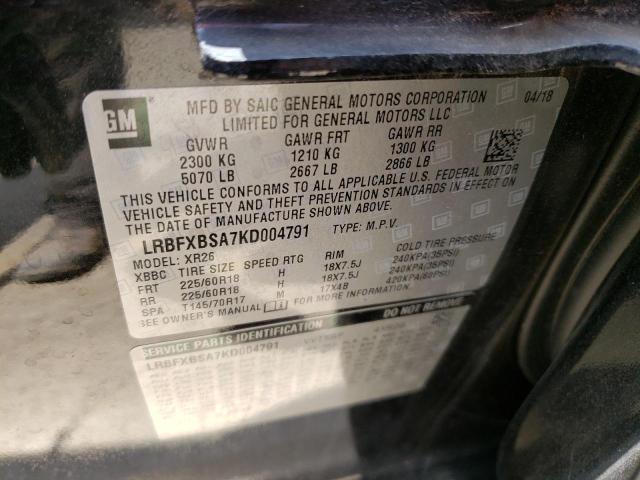 GM
MFD BY SAIC GENERAL MOTORS CORPORATION 04/18
LIMITED FOR GENERAL MOTORS LLC
GVWR GAWR FRT GAWR RR
2300 KG 1210 KG 1300 KG
5070 LB 2667 LB 2866 LB
THIS VEHICLE CONFORMS TO ALL APPLICABLE U.S. FEDERAL MOTOR
VEHICLE SAFETY AND THEFT PREVENTION STANDARDS IN EFFECT ON
THE DATE OF MANUFACTURE SHOWN ABOVE.
LRBFXBSA7KD004791 TYPE: M.P.V.
MODEL: XR26
XBBC TIRE SIZE SPEED RTG RIM COLD TIRE PRESSURE
FRT 225/60R18 H 18X7.5J 240KPA(35PSI)
RR 225/60R18 H 18X7.5J 240KPA(35PSI)
SPA T145/70R17 M 17X4B 420KPA(60PSI)
SEE OWNER'S MANUAL FOR MORE INFORMATION.
SERVICE PARTS IDENTIFICATION DO NOT REMOVE
LRBFXBSA7KD004791